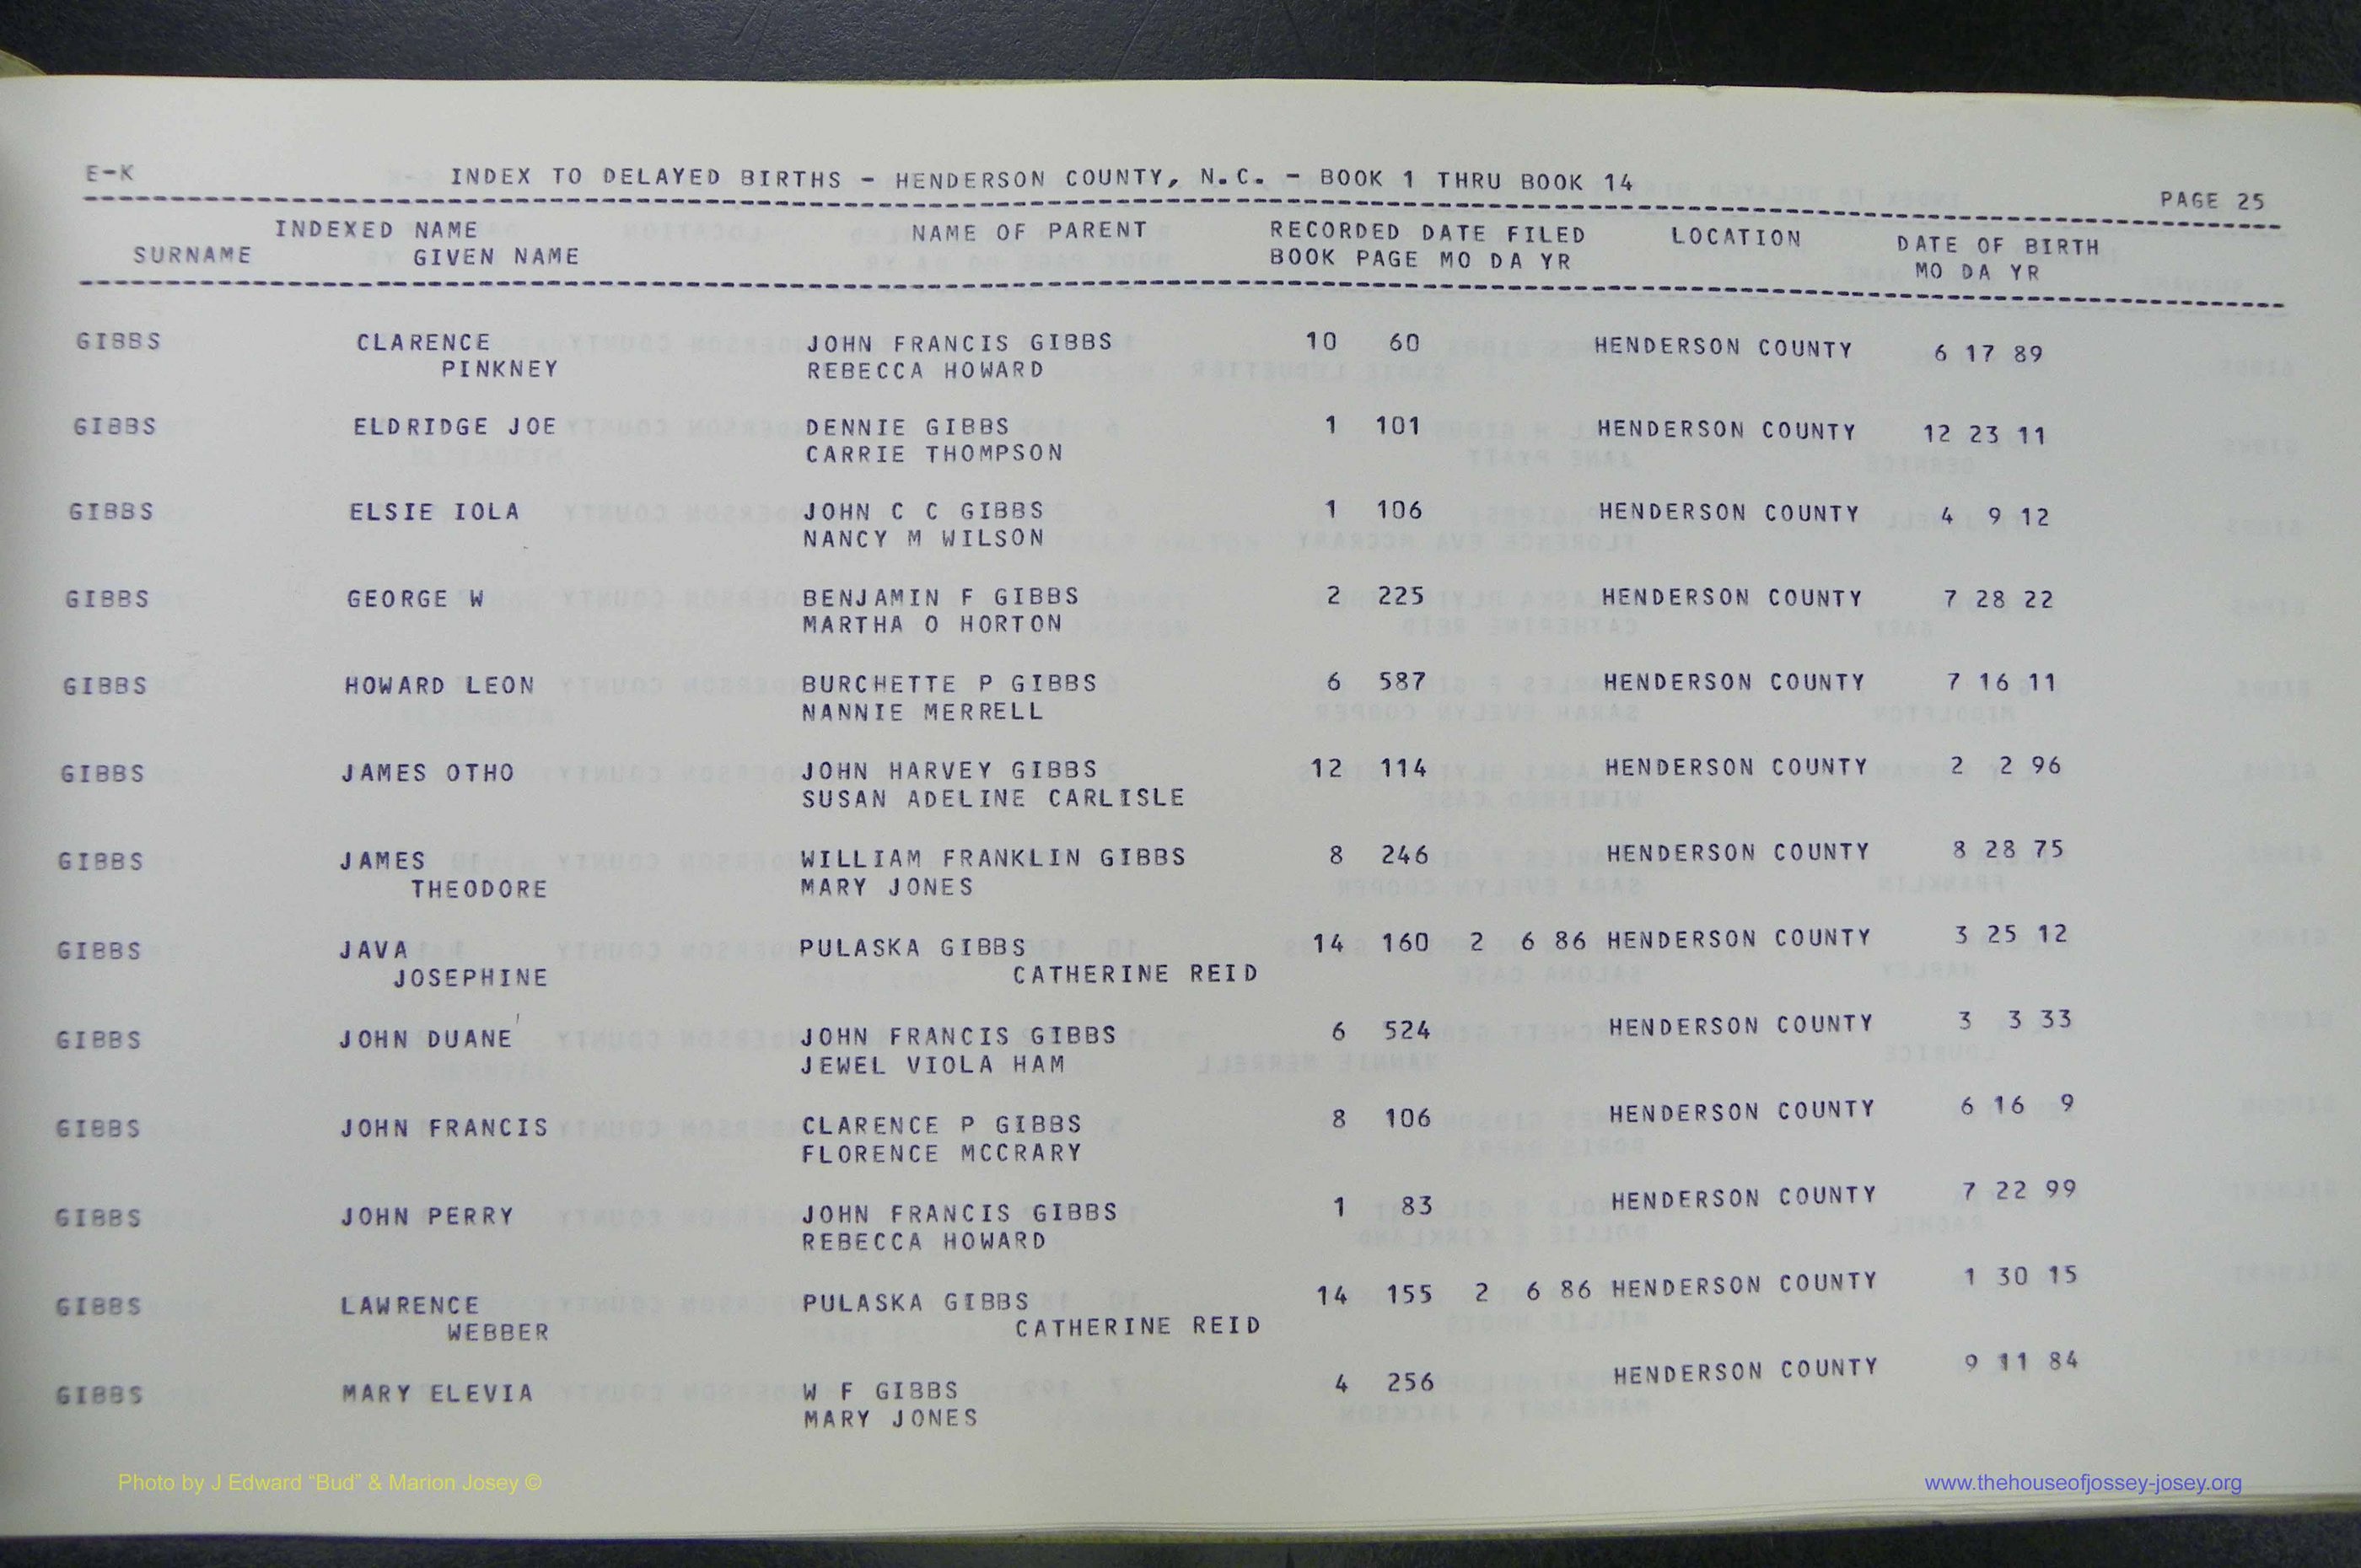 E-K INDEX TO DELAYED BIRTHS - HENDERSON COUNTY, N.C. - BOOK 1 THRU BOOK 14 PAGE 25
INDEXED NAME NAME OF PARENT RECORDED DATE FILED LOCATION DATE OF BIRTH
SURNAME GIVEN NAME BOOK PAGE MO DA YR MO DA YR
GIBBS CLARENCE JOHN FRANCIS GIBBS 10 60 HENDERSON COUNTY 6 17 89
PINKNEY REBECCA HOWARD
GIBBS ELDRIDGE JOE DENNIE GIBBS 1 101 HENDERSON COUNTY 12 23 11
CARRIE THOMPSON
GIBBS ELSIE IOLA JOHN C C GIBBS 1 106 HENDERSON COUNTY 4 9 12
NANCY M WILSON
GIBBS GEORGE W BENJAMIN F GIBBS 2 225 HENDERSON COUNTY 7 28 22
MARTHA O HORTON
GIBBS HOWARD LEON BURCHETTE P GIBBS 6 587 HENDERSON COUNTY 7 16 11
NANNIE MERRELL
GIBBS JAMES OTHO JOHN HARVEY GIBBS 12 114 HENDERSON COUNTY 2 2 96
SUSAN ADELINE CARLISLE
GIBBS JAMES WILLIAM FRANKLIN GIBBS 8 246 HENDERSON COUNTY 8 28 75
THEODORE MARY JONES
GIBBS JAVA PULASKA GIBBS 14 160 2 6 86 HENDERSON COUNTY 3 25 12
JOSEPHINE CATHERINE REID
GIBBS JOHN DUANE JOHN FRANCIS GIBBS 6 524 HENDERSON COUNTY 3 3 33
JEWEL VIOLA HAM
GIBBS JOHN FRANCIS CLARENCE P GIBBS 8 106 HENDERSON COUNTY 6 16 9
FLORENCE MCCRARY
GIBBS JOHN PERRY JOHN FRANCIS GIBBS 1 83 HENDERSON COUNTY 7 22 99
REBECCA HOWARD
GIBBS LAWRENCE PULASKA GIBBS 14 155 2 6 86 HENDERSON COUNTY 1 30 15
WEBBER CATHERINE REID
GIBBS MARY ELEVIA W F GIBBS 4 256 HENDERSON COUNTY 9 11 84
MARY JONES
Photo by J Edward “Bud” & Marion Josey © www.thehouseofjossey-josey.org